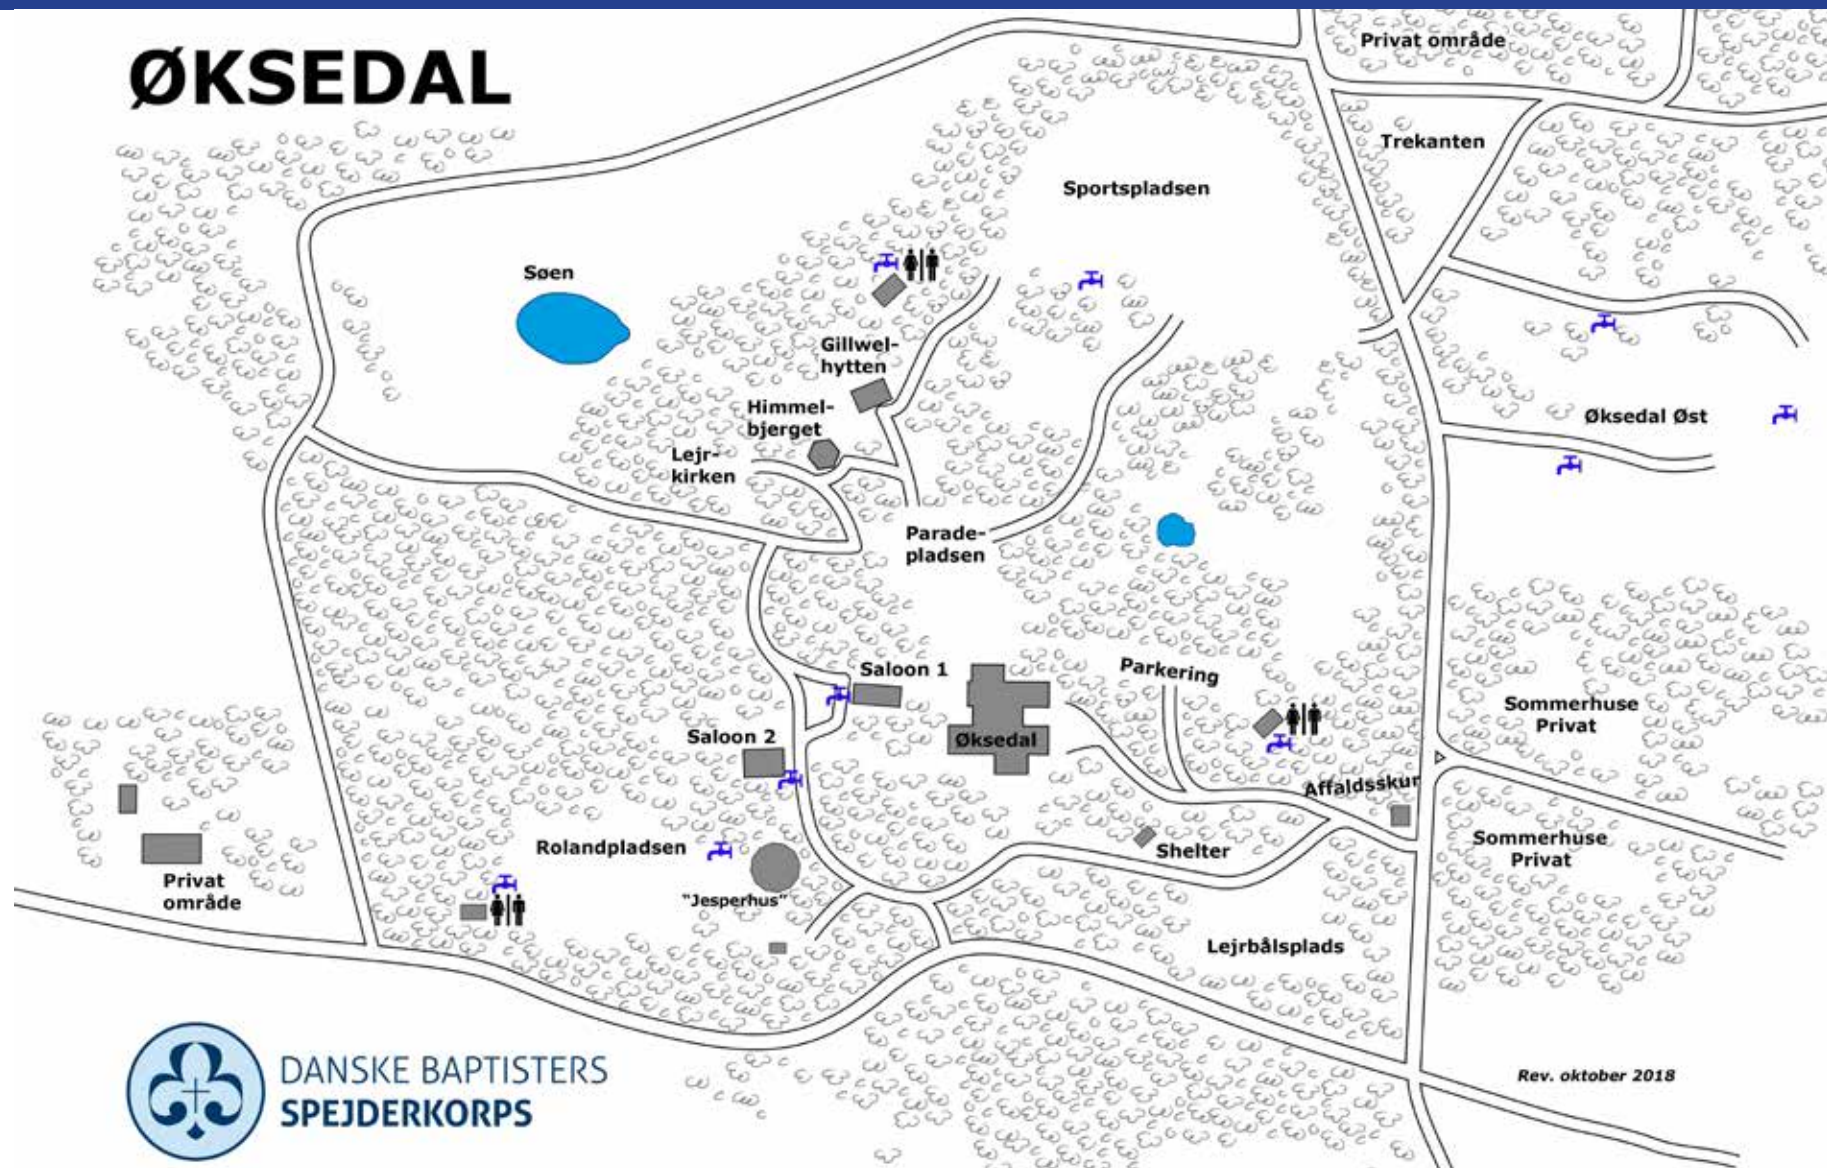 ØKSEDAL
Privat område
Trekanten
Sportspladsen
Søen
Gillwel-
hytten
Himmel-
bjerget
Lejr-
kirken
Øksedal Øst
Parade-
pladsen
Saloon 1
Parkering
Saloon 2
Øksedal
Sommerhuse
Privat
Affaldsskur
Rolandpladsen
Shelter
Sommerhuse
Privat
Privat
område
"Jesperhus"
Lejrbålsplads
DANSKE BAPTISTERS
SPEJDERKORPS
Rev. oktober 2018